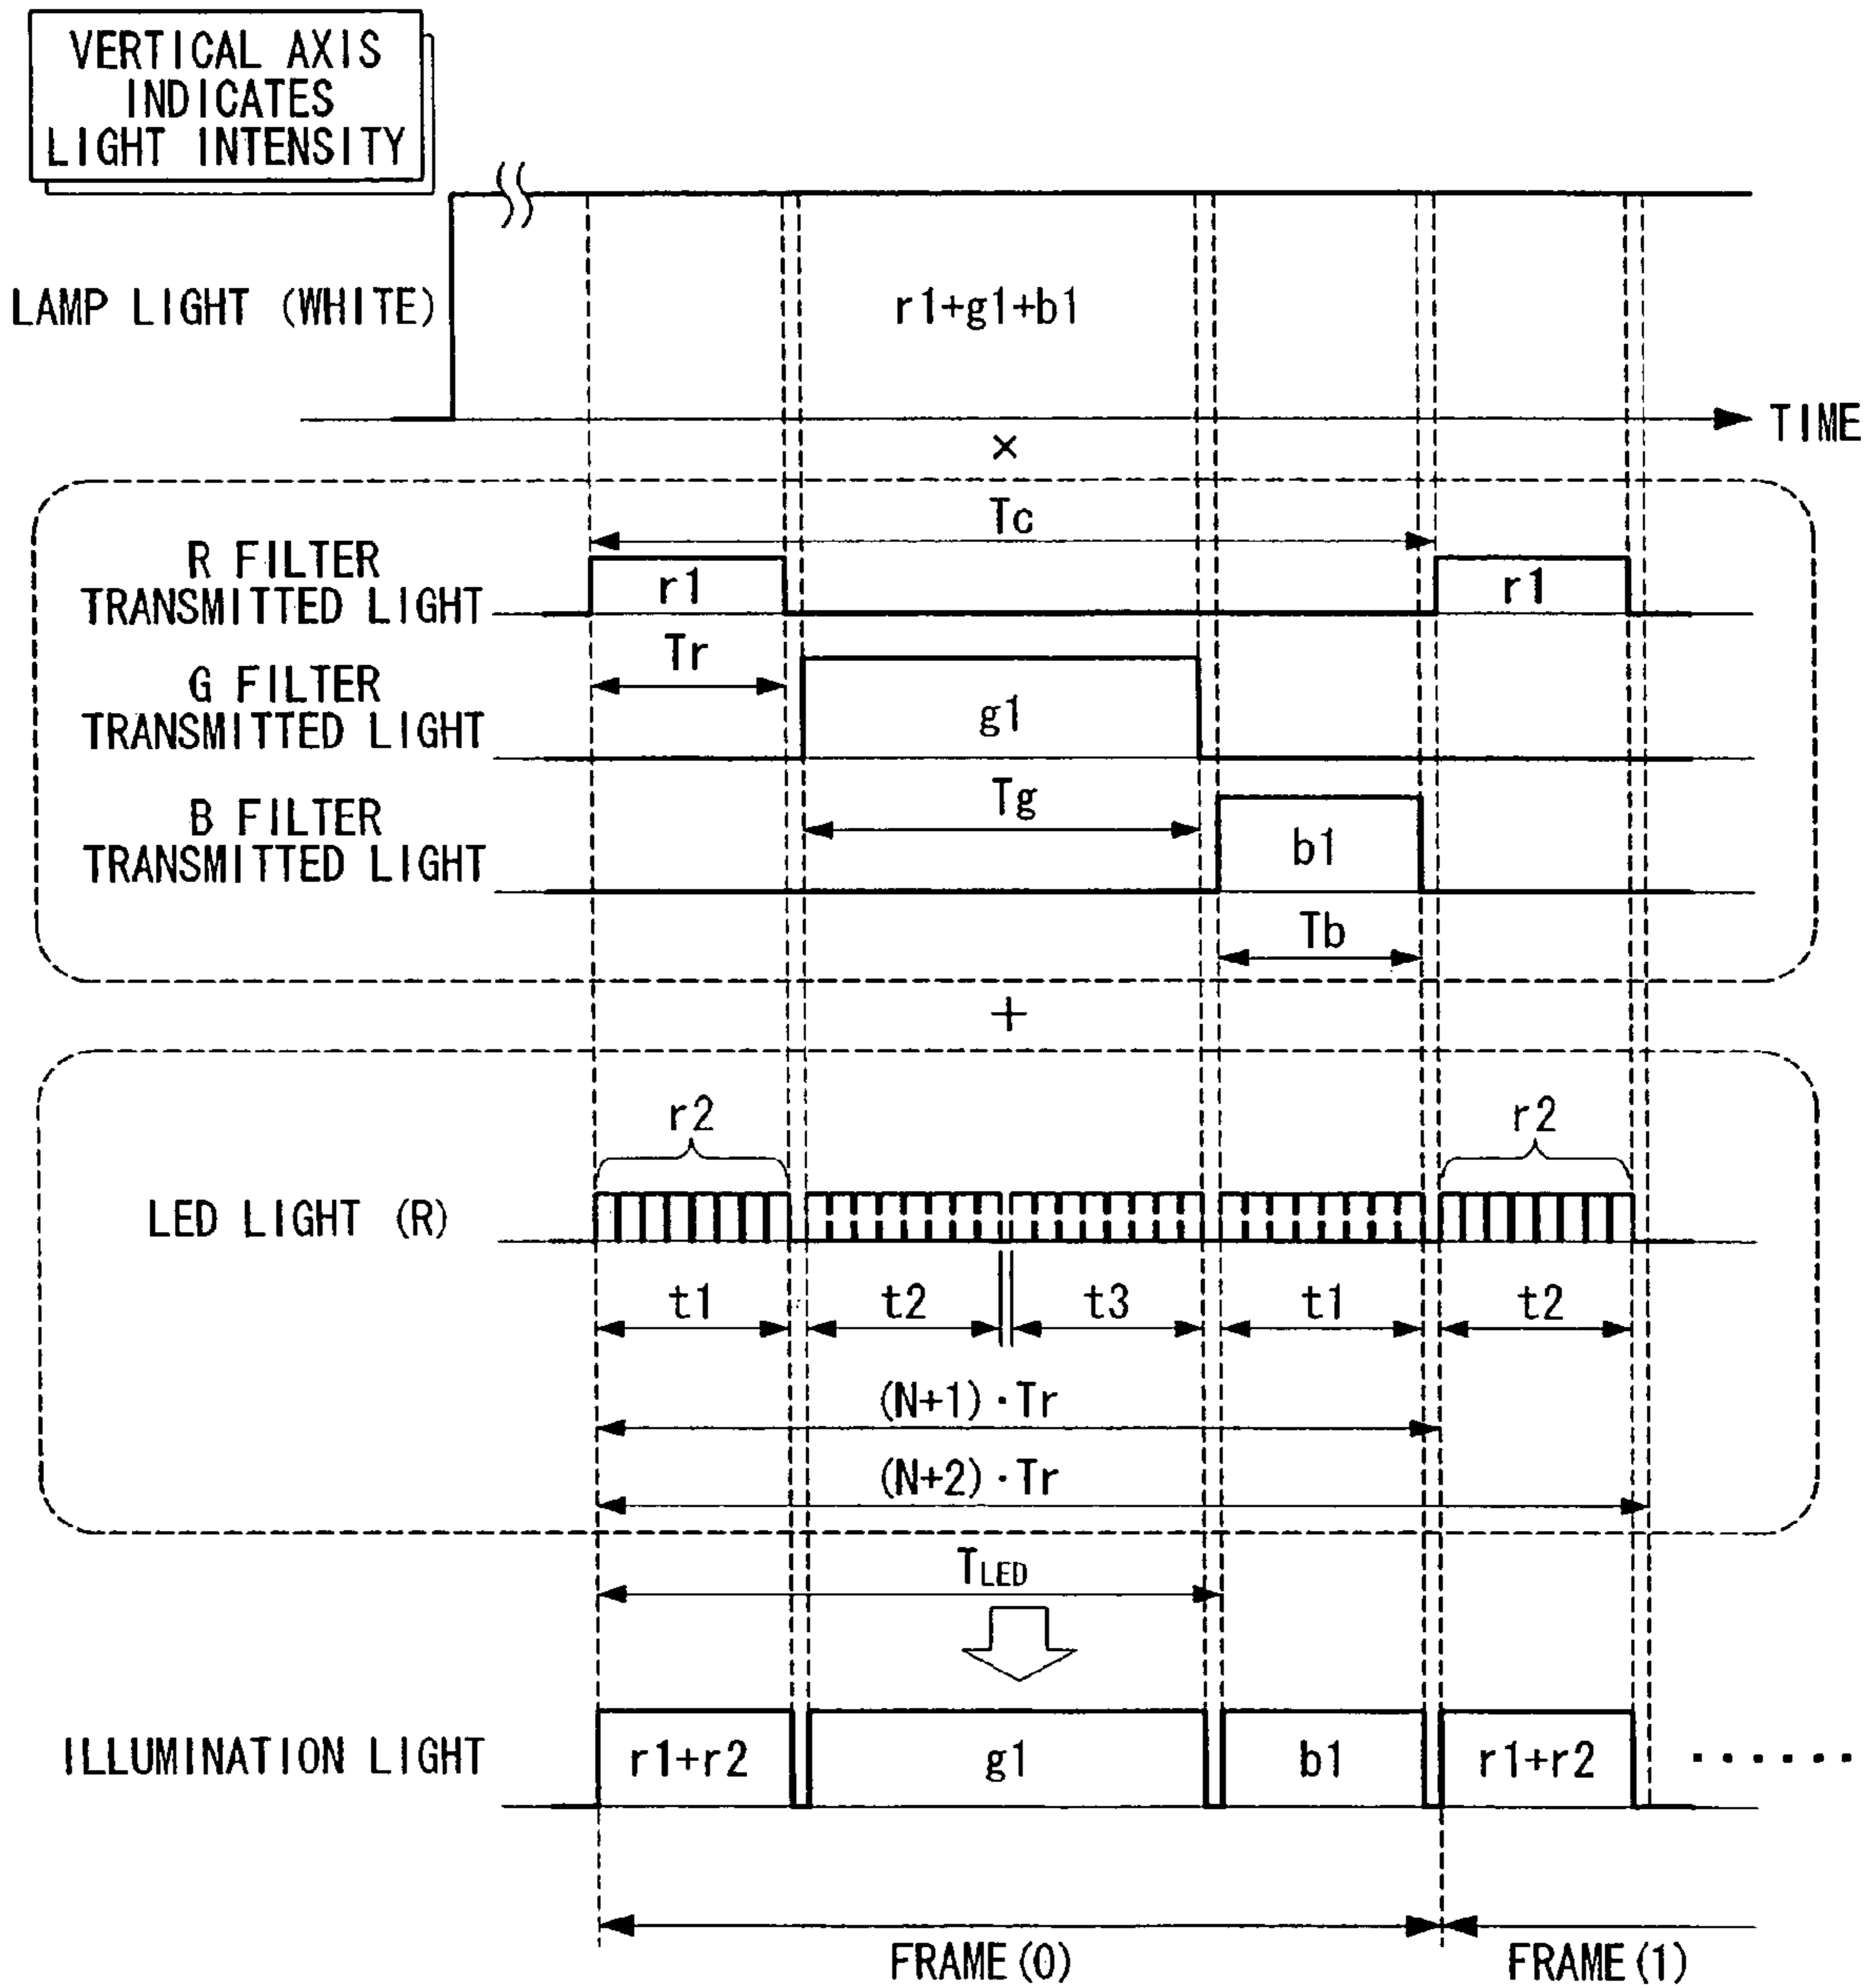 VERTICAL AXIS
INDICATES
LIGHT INTENSITY
LAMP LIGHT (WHITE)
r1+g1+b1
TIME
×
Tc
R FILTER
TRANSMITTED LIGHT
r1
r1
Tr
G FILTER
TRANSMITTED LIGHT
g1
Tg
B FILTER
TRANSMITTED LIGHT
b1
Tb
+
r2
r2
LED LIGHT (R)
t1
t2
t3
t1
t2
(N+1)·Tr
(N+2)·Tr
TLED
ILLUMINATION LIGHT
r1+r2
g1
b1
r1+r2
······
FRAME(0)
FRAME(1)